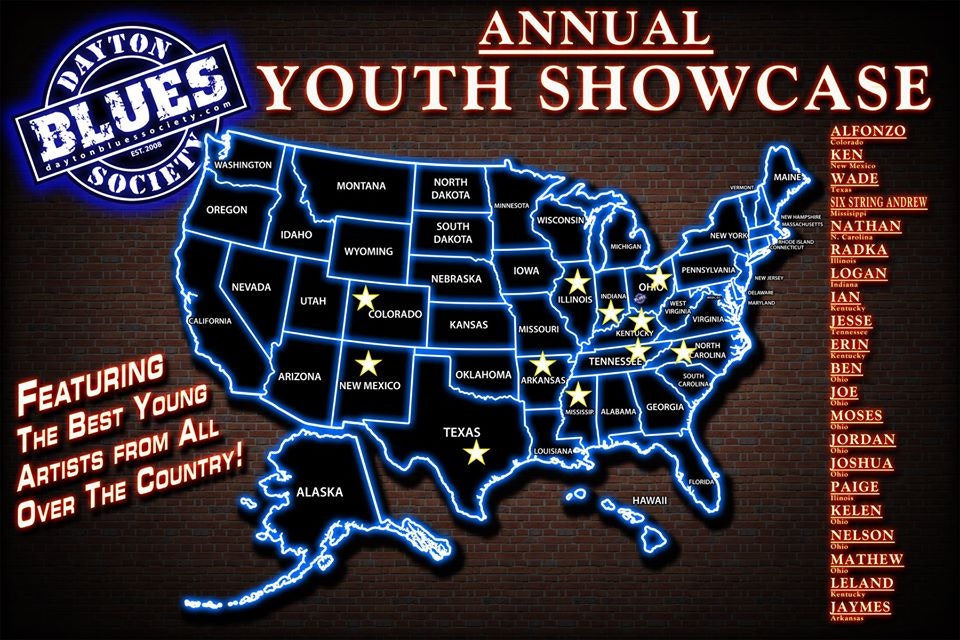 DAYTON
BLUES
daytonbluessociety.com
EST. 2008
SOCIETY
ANNUAL
YOUTH SHOWCASE
FEATURING
THE BEST YOUNG
ARTISTS FROM ALL
OVER THE COUNTRY!
WASHINGTON
OREGON
CALIFORNIA
NEVADA
IDAHO
MONTANA
WYOMING
UTAH
COLORADO
ARIZONA
NEW MEXICO
NORTH
DAKOTA
SOUTH
DAKOTA
NEBRASKA
KANSAS
OKLAHOMA
TEXAS
MINNESOTA
IOWA
MISSOURI
ARKANSAS
LOUISIANA
WISCONSIN
ILLINOIS
MICHIGAN
INDIANA
OHIO
KENTUCKY
TENNESSEE
MISSISSIP
ALABAMA
GEORGIA
FLORIDA
SOUTH
CAROLINA
NORTH
CAROLINA
VIRGINIA
WEST
VIRGINIA
PENNSYLVANIA
NEW YORK
VERMONT
MAINE
NEW HAMPSHIRE
MASSACHUSETTS
RHODE ISLAND
CONNECTICUT
NEW JERSEY
DELAWARE
MARYLAND
ALASKA
HAWAII
ALFONZO
Colorado
KEN
New Mexico
WADE
Texas
SIX STRING ANDREW
Missisippi
NATHAN
N. Carolina
RADKA
Illinois
LOGAN
Indiana
IAN
Kentucky
JESSE
Tennessee
ERIN
Kentucky
BEN
Ohio
JOE
Ohio
MOSES
Ohio
JORDAN
Ohio
JOSHUA
Ohio
PAIGE
Illinois
KELEN
Ohio
NELSON
Ohio
MATHEW
Ohio
LELAND
Kentucky
JAYMES
Arkansas